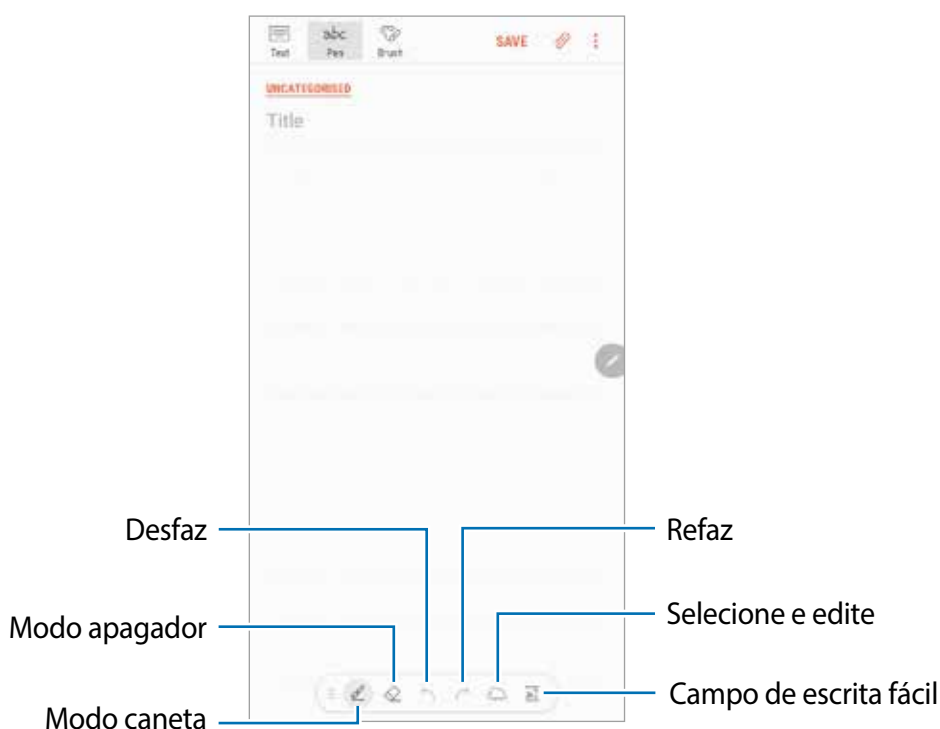 abc
SAVE
Text Pen Brush
UNCATEGORISED
Title
Desfaz
Refaz
Modo apagador
Selecione e edite
Modo caneta
Campo de escrita fácil